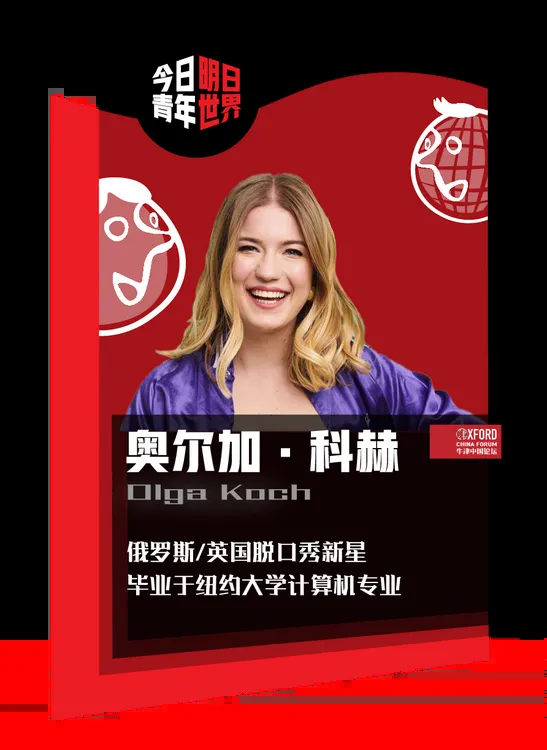 今日明日
青年世界
奥尔加·科赫
Olga Koch
OXFORD
CHINA FORUM
牛津中国论坛
俄罗斯/英国脱口秀新星
毕业于纽约大学计算机专业